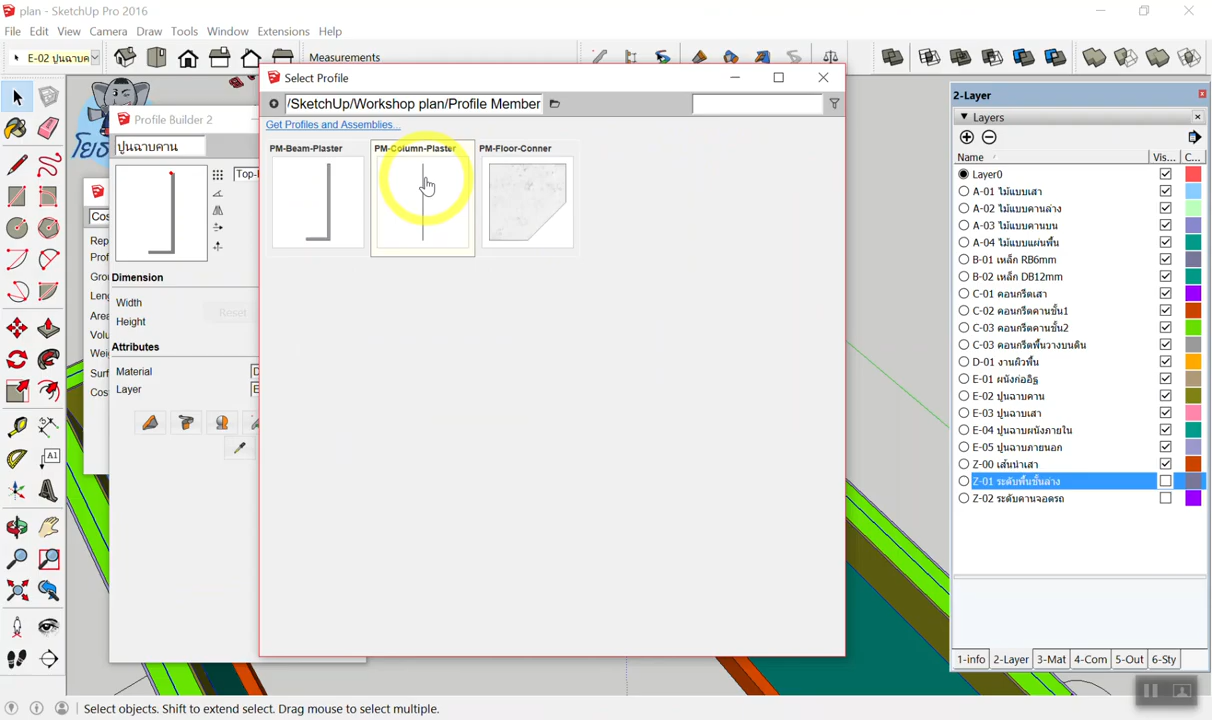 plan - SketchUp Pro 2016
File Edit View Camera Draw Tools Window Extensions Help
E-02 ปูนฉาบค
Measurements
Select Profile
/SketchUp/Workshop plan/Profile Member
Get Profiles and Assemblies...
PM-Beam-Plaster PM-Column-Plaster PM-Floor-Conner
Profile Builder 2
ปูนฉาบคาน
Top-
Cos
Rep
Prof
Grou
Leng
Area
Volu
Weig
Surf
Cos
Dimension
Width
Height
Reset
Attributes
Material D
Layer E
2-Layer
Layers
Name Vis... C...
Layer0
A-01 ไม้แบบเสา
A-02 ไม้แบบคานล่าง
A-03 ไม้แบบคานบน
A-04 ไม้แบบแผ่นพื้น
B-01 เหล็ก RB6mm
B-02 เหล็ก DB12mm
C-01 คอนกรีตเสา
C-02 คอนกรีตคานชั้น1
C-03 คอนกรีตคานชั้น2
C-03 คอนกรีตพื้นวางบนดิน
D-01 งานผิวพื้น
E-01 ผนังก่ออิฐ
E-02 ปูนฉาบคาน
E-03 ปูนฉาบเสา
E-04 ปูนฉาบผนังภายใน
E-05 ปูนฉาบภายนอก
Z-00 เส้นนำเสา
Z-01 ระดับพื้นชั้นล่าง
Z-02 ระดับคานจอดรถ
1-info 2-Layer 3-Mat 4-Com 5-Out 6-Sty
Select objects. Shift to extend select. Drag mouse to select multiple.